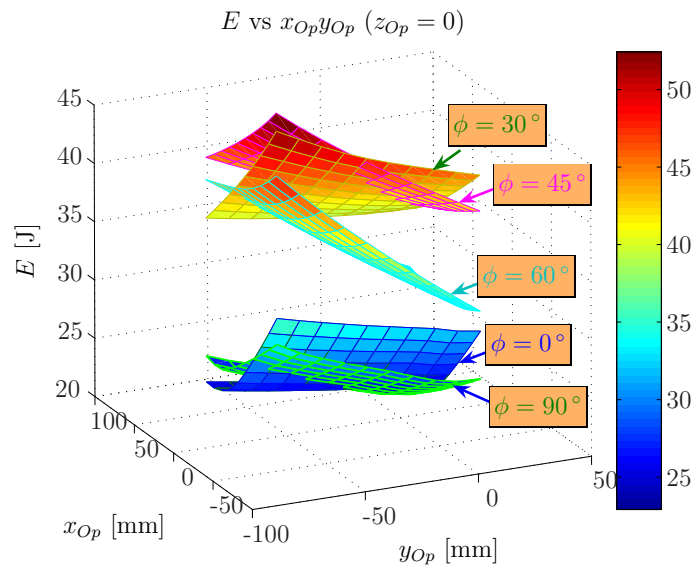 E vs x_{Op}y_{Op} (z_{Op} = 0)
45
40
35
30
25
20
E [J]
100
50
0
-50
x_{Op} [mm]
-100
-50
0
50
y_{Op} [mm]
ϕ = 30°
ϕ = 45°
ϕ = 60°
ϕ = 0°
ϕ = 90°
50
45
40
35
30
25